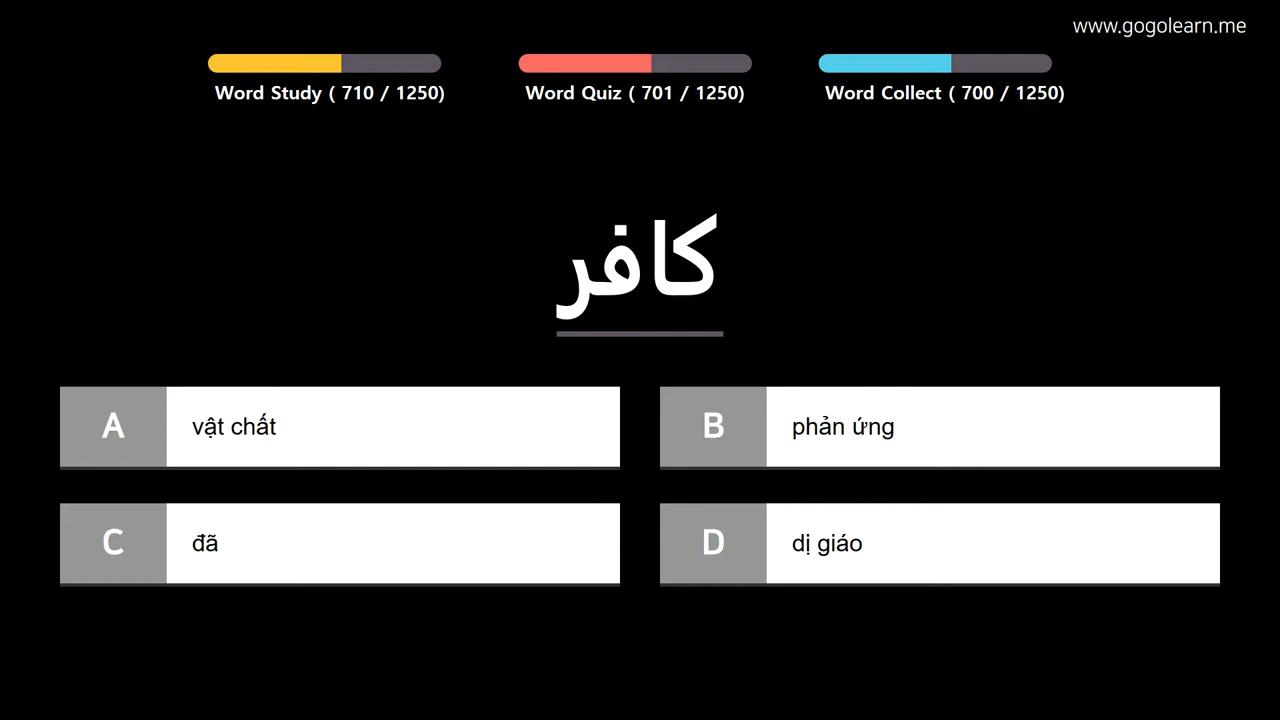 www.gogolearn.me
Word Study ( 710 / 1250)
Word Quiz ( 701 / 1250)
Word Collect ( 700 / 1250)
کافر
A vật chất
B phản ứng
C đã
D dị giáo